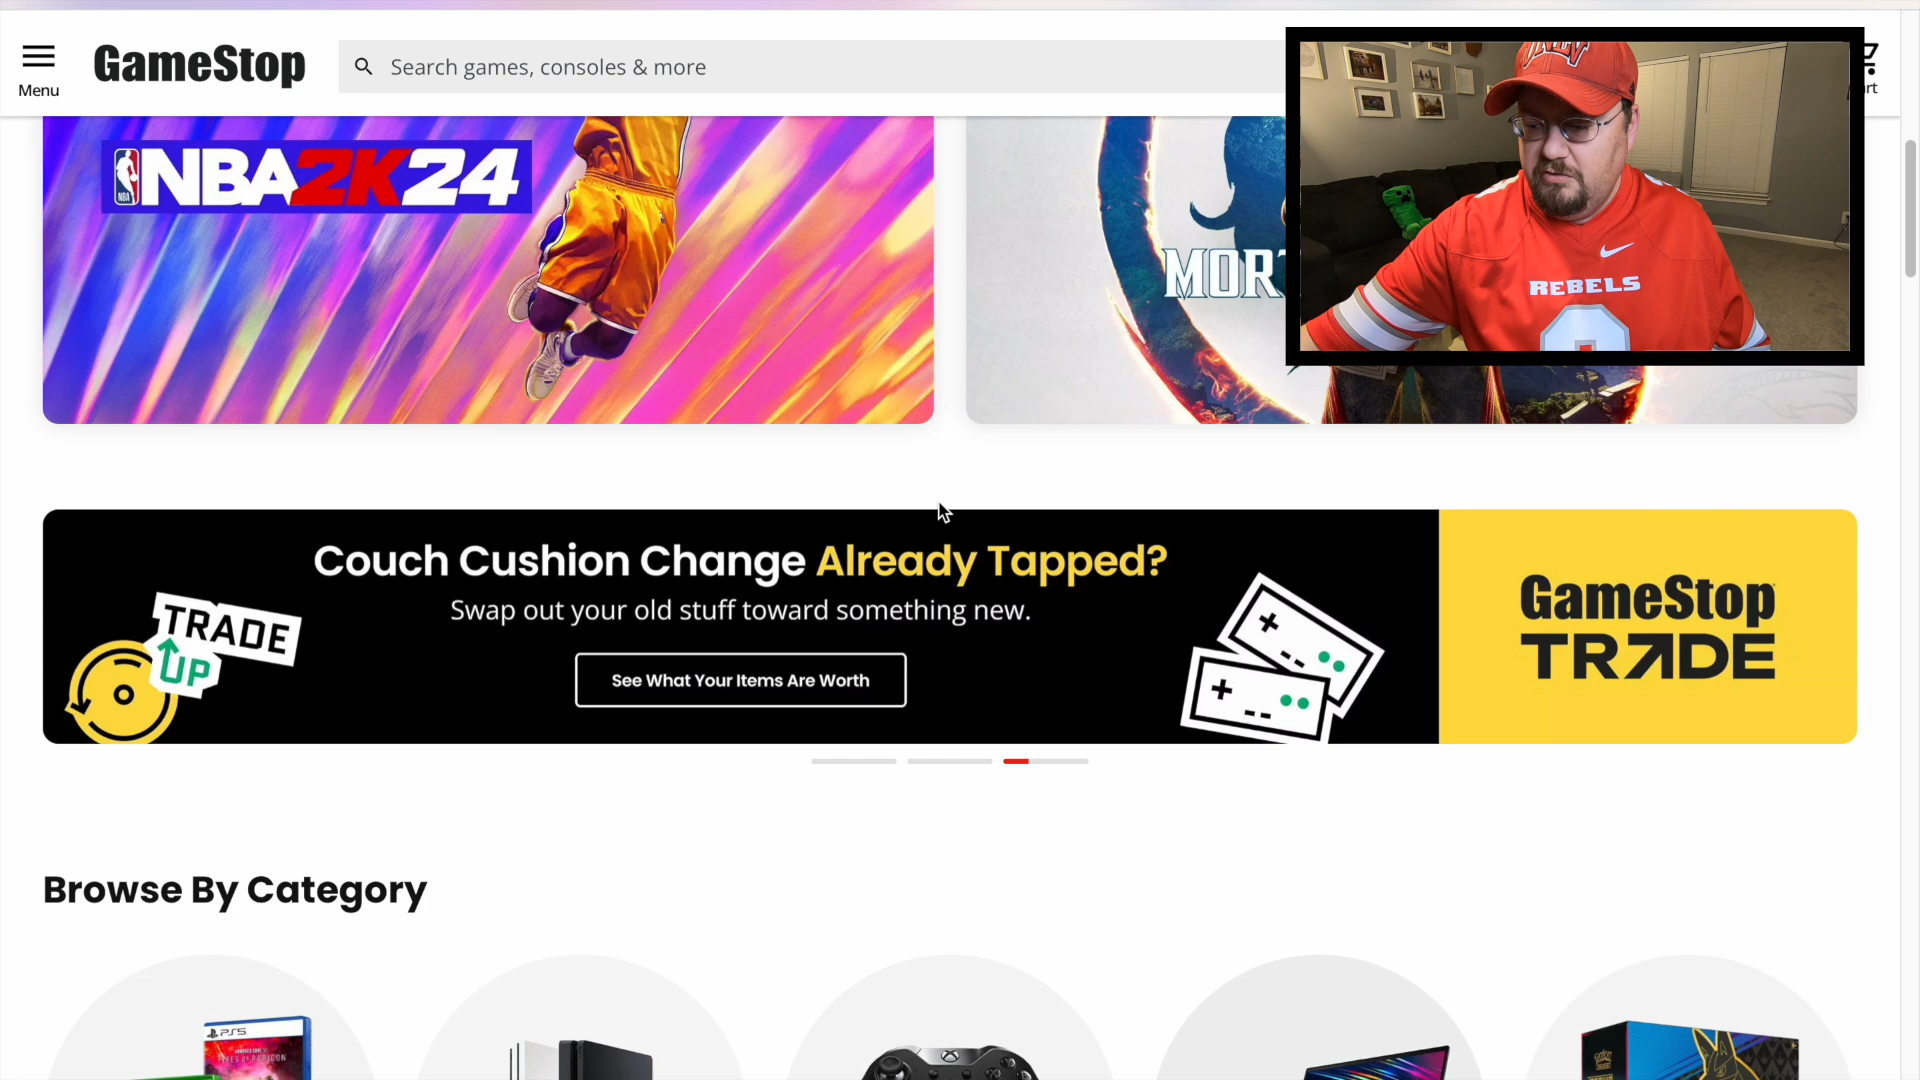 GameStop
Search games, consoles & more
Menu
NBA2K24
REBELS
Couch Cushion Change Already Tapped?
Swap out your old stuff toward something new.
TRADE
UP
See What Your Items Are Worth
GameStop
TRADE
Browse By Category
PS5